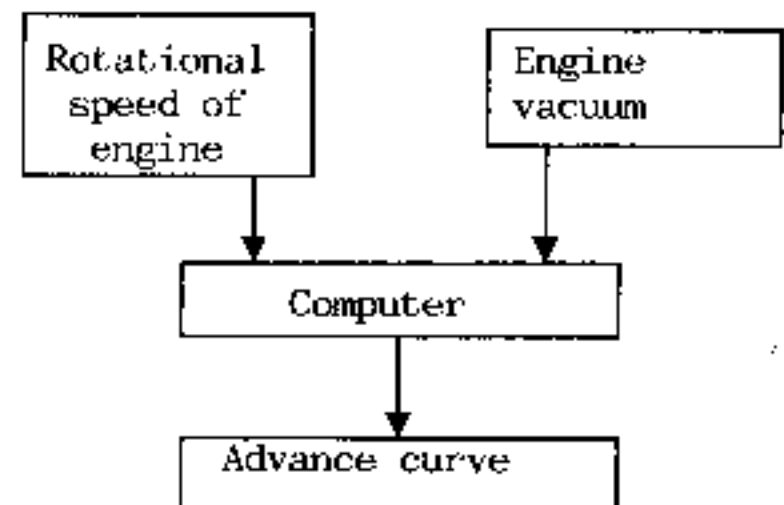 Rotational
speed of
engine
Engine
vacuum
Computer
Advance curve